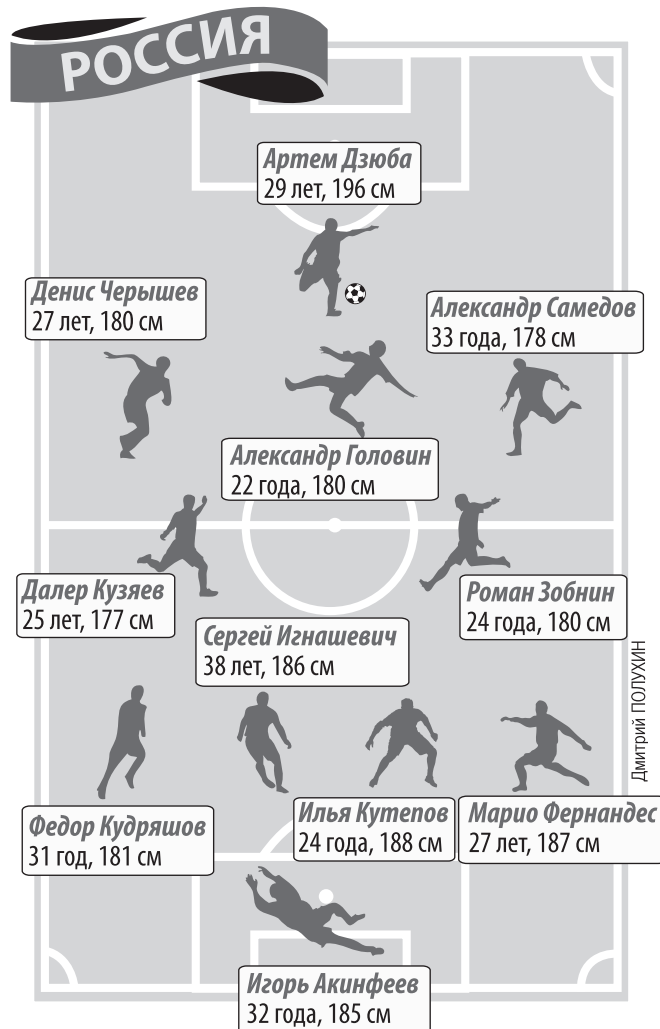 РОССИЯ
Артем Дзюба
29 лет, 196 см
Денис Черышев
27 лет, 180 см
Александр Самедов
33 года, 178 см
Александр Головин
22 года, 180 см
Далер Кузяев
25 лет, 177 см
Роман Зобнин
24 года, 180 см
Сергей Игнашевич
38 лет, 186 см
Дмитрий ПОЛУХИН
Федор Кудряшов
31 год, 181 см
Илья Кутепов
24 года, 188 см
Марио Фернандес
27 лет, 187 см
Игорь Акинфеев
32 года, 185 см